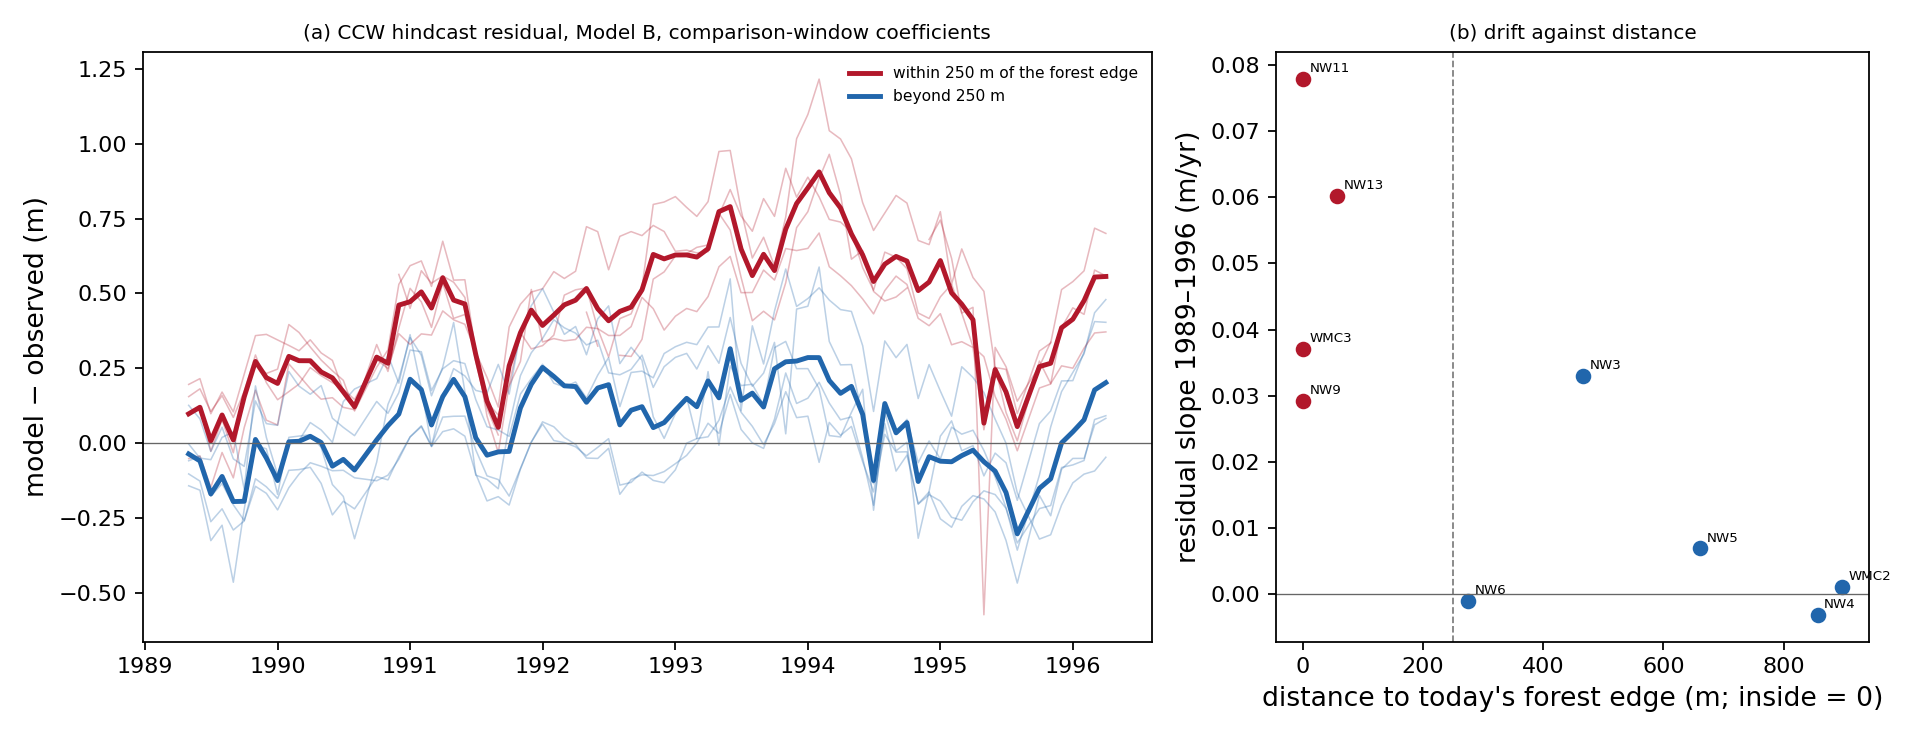 (a) CCW hindcast residual, Model B, comparison-window coefficients
model − observed (m)
1.25
1.00
0.75
0.50
0.25
0.00
−0.25
−0.50
within 250 m of the forest edge
beyond 250 m
1989
1990
1991
1992
1993
1994
1995
1996
(b) drift against distance
residual slope 1989–1996 (m/yr)
0.08
0.07
0.06
0.05
0.04
0.03
0.02
0.01
0.00
NW11
NW13
WMC3
NW9
NW3
NW5
NW6
WMC2
NW4
0
200
400
600
800
distance to today's forest edge (m; inside = 0)